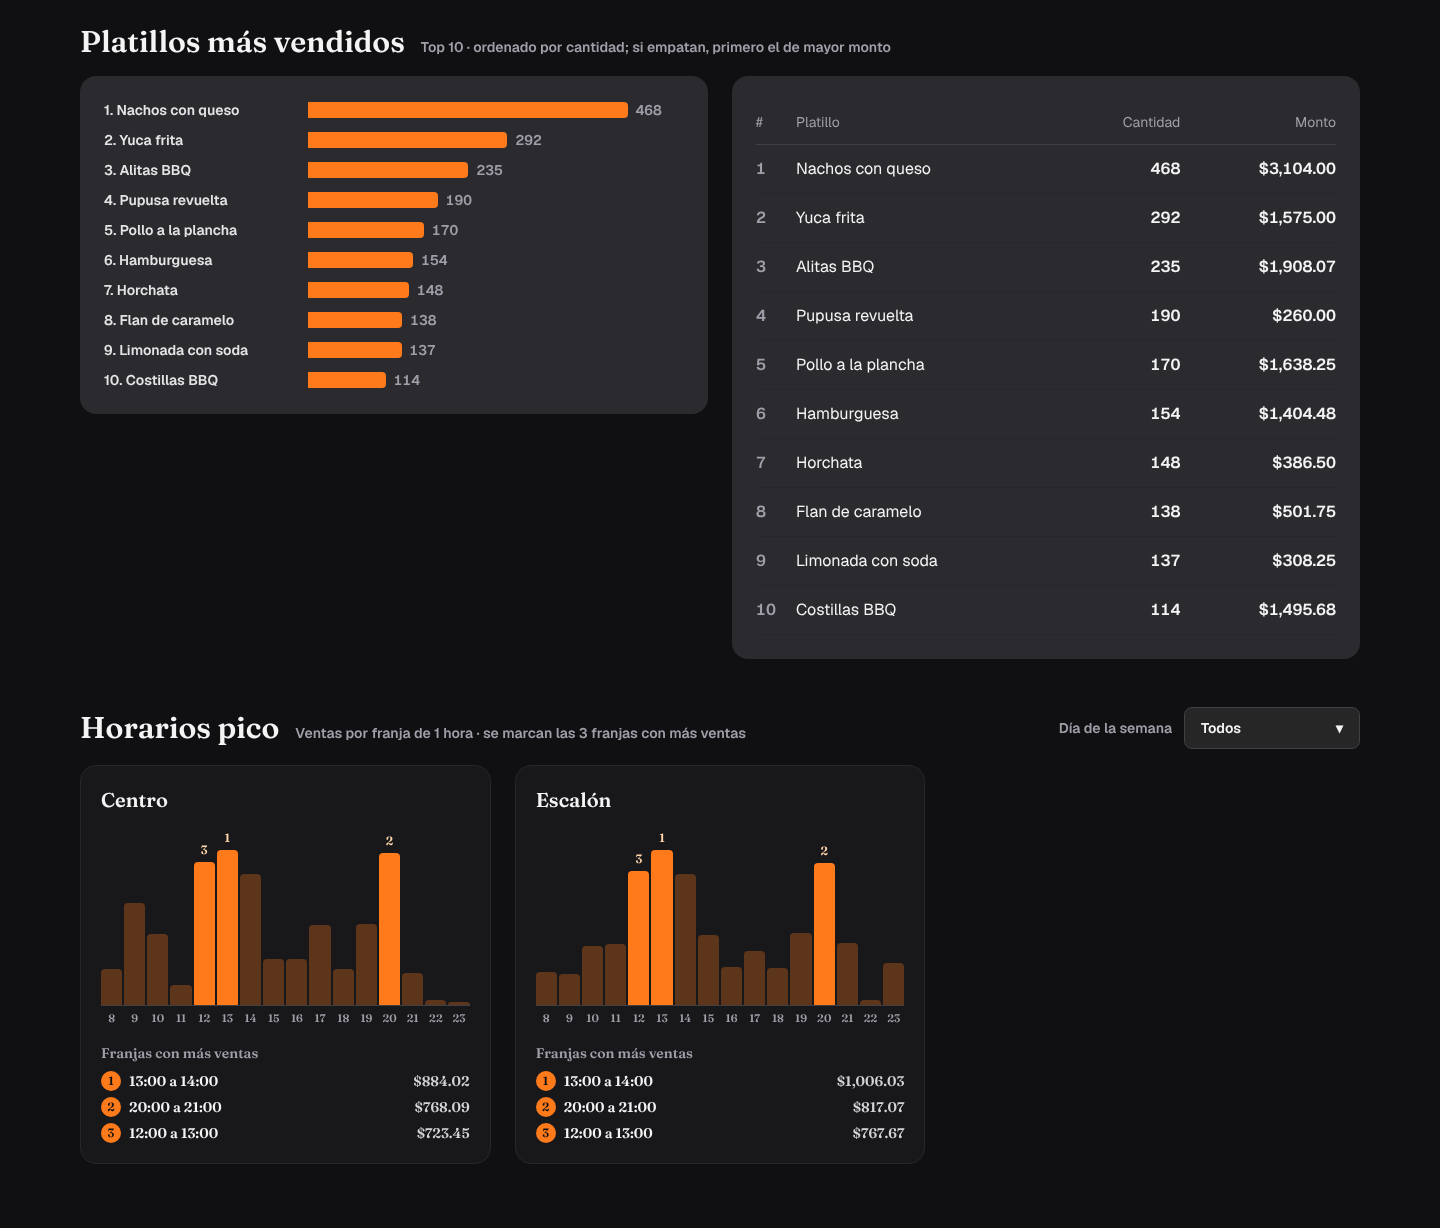 Platillos más vendidos Top 10 · ordenado por cantidad; si empatan, primero el de mayor monto
1. Nachos con queso 468
2. Yuca frita 292
3. Alitas BBQ 235
4. Pupusa revuelta 190
5. Pollo a la plancha 170
6. Hamburguesa 154
7. Horchata 148
8. Flan de caramelo 138
9. Limonada con soda 137
10. Costillas BBQ 114
# Platillo Cantidad Monto
1 Nachos con queso 468 $3,104.00
2 Yuca frita 292 $1,575.00
3 Alitas BBQ 235 $1,908.07
4 Pupusa revuelta 190 $260.00
5 Pollo a la plancha 170 $1,638.25
6 Hamburguesa 154 $1,404.48
7 Horchata 148 $386.50
8 Flan de caramelo 138 $501.75
9 Limonada con soda 137 $308.25
10 Costillas BBQ 114 $1,495.68
Horarios pico Ventas por franja de 1 hora · se marcan las 3 franjas con más ventas
Día de la semana Todos ▼
Centro
3 1 2
8 9 10 11 12 13 14 15 16 17 18 19 20 21 22 23
Franjas con más ventas
1 13:00 a 14:00 $884.02
2 20:00 a 21:00 $768.09
3 12:00 a 13:00 $723.45
Escalón
3 1 2
8 9 10 11 12 13 14 15 16 17 18 19 20 21 22 23
Franjas con más ventas
1 13:00 a 14:00 $1,006.03
2 20:00 a 21:00 $817.07
3 12:00 a 13:00 $767.67